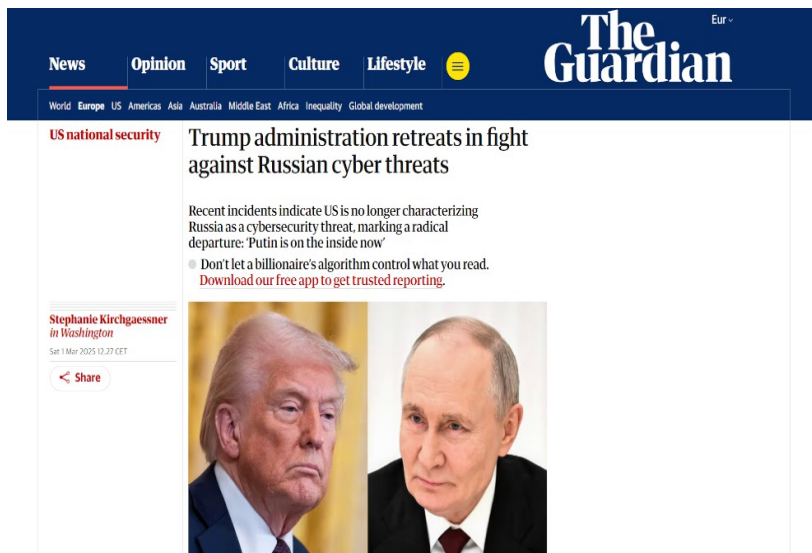 Eur
The
Guardian
News Opinion Sport Culture Lifestyle
World Europe US Americas Asia Australia Middle East Africa Inequality Global development
US national security
Trump administration retreats in fight
against Russian cyber threats
Recent incidents indicate US is no longer characterizing
Russia as a cybersecurity threat, marking a radical
departure: ‘Putin is on the inside now’
Don’t let a billionaire’s algorithm control what you read.
Download our free app to get trusted reporting.
Stephanie Kirchgaessner
in Washington
Sat 1 Mar 2025 12.27 CET
Share